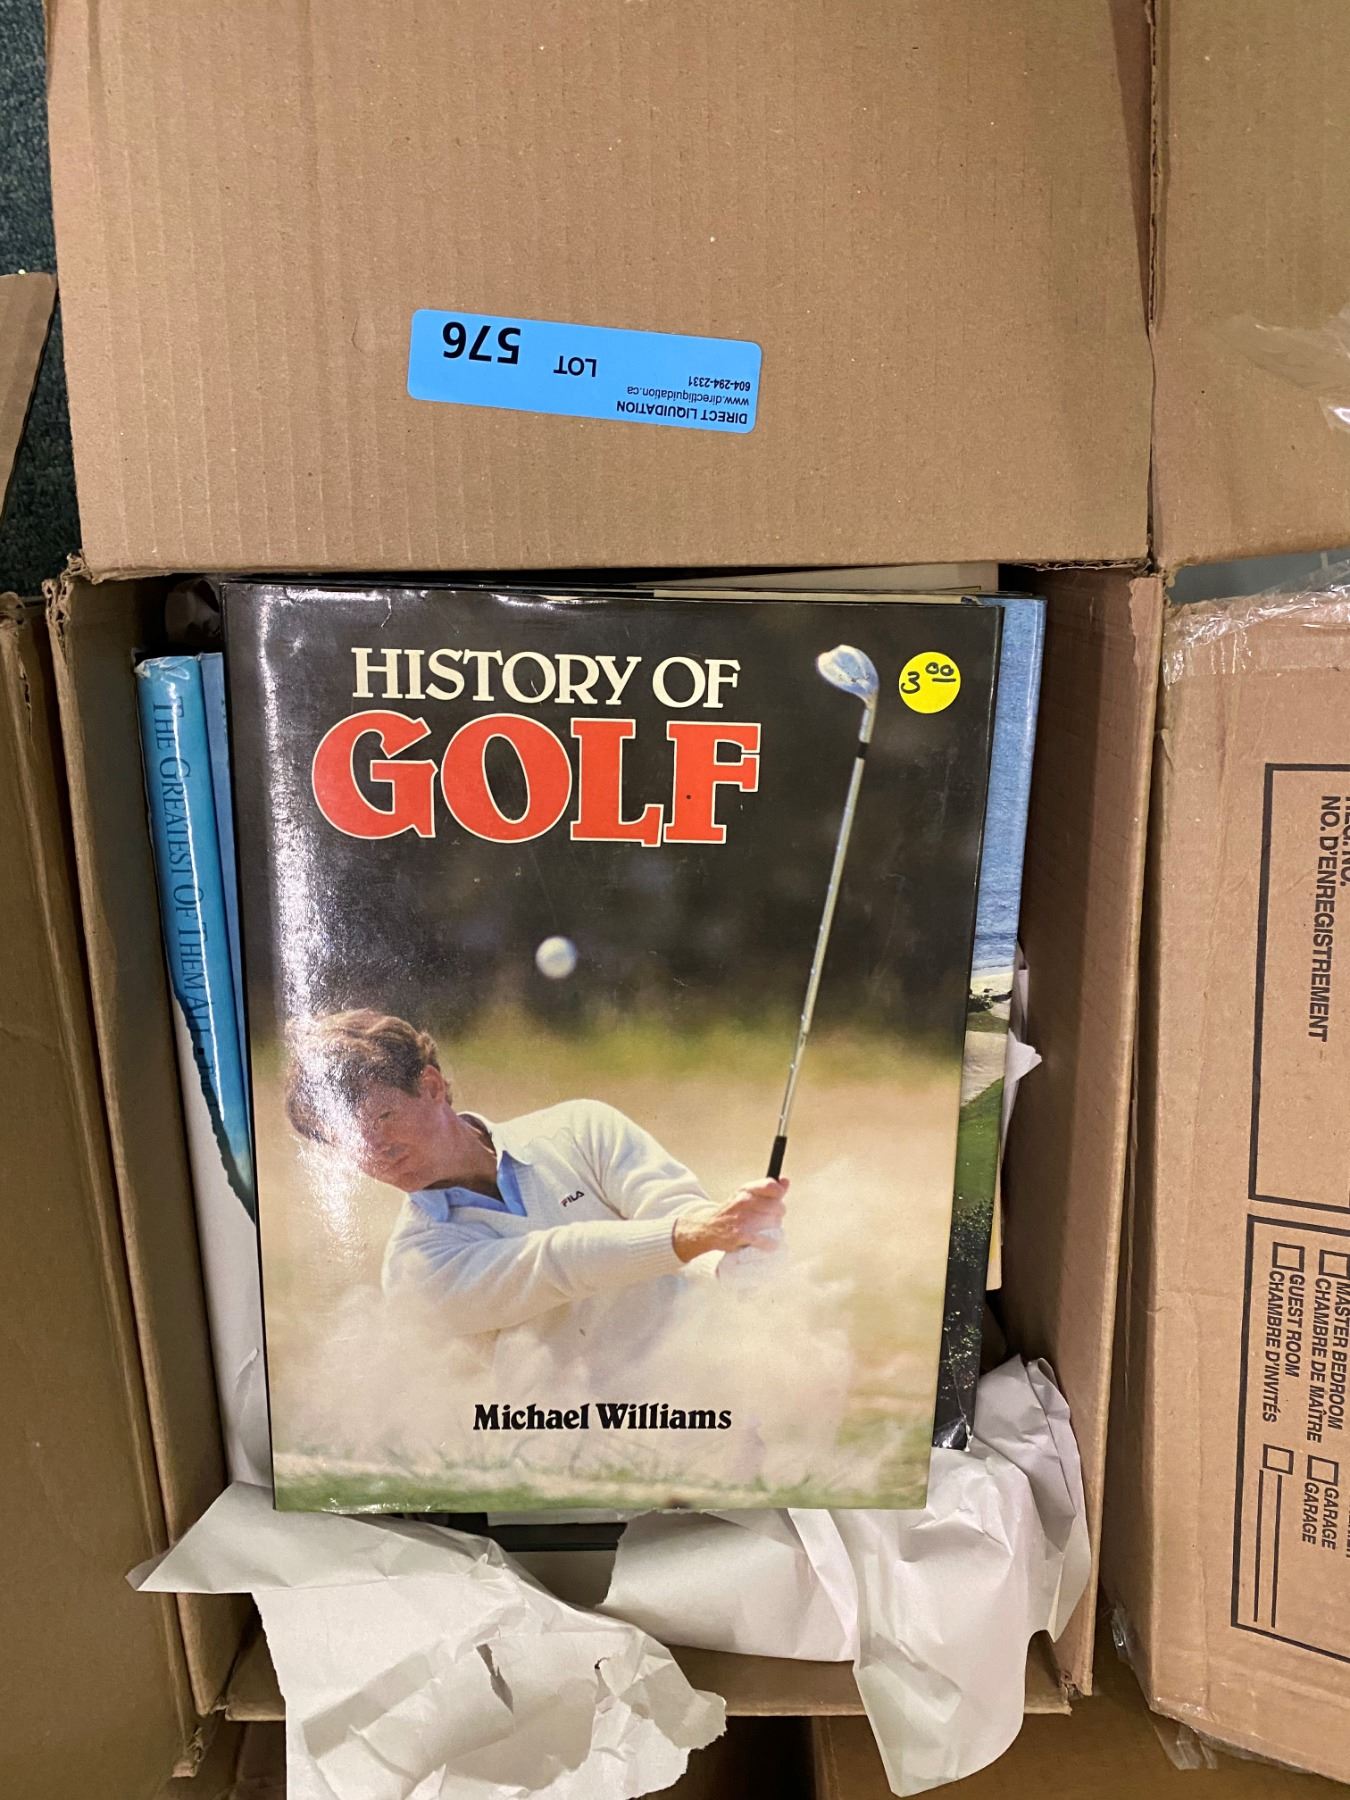 DIRECT LIQUIDATION
www.directliquidation.ca
604-294-2331
LOT 576
HISTORY OF
GOLF
3 00
FILA
Michael Williams
THE GREATEST OF THEM ALL
NO. D'ENREGISTREMENT
MASTER BEDROOM
CHAMBRE DE MAÎTRE
GUEST ROOM
CHAMBRE D'INVITÉS
GARAGE
GARAGE